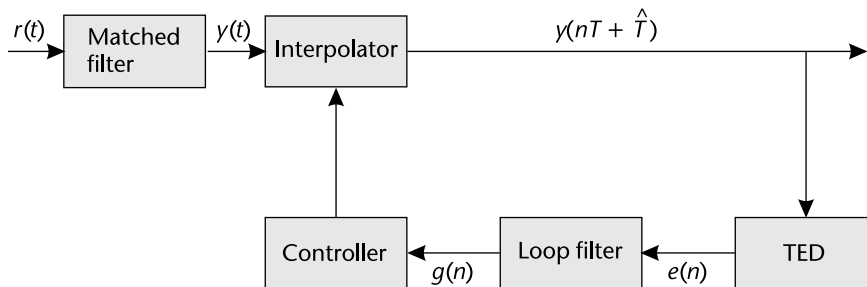 r(t)
Matched
filter
y(t)
Interpolator
y(nT + T̂)
Controller
g(n)
Loop filter
e(n)
TED